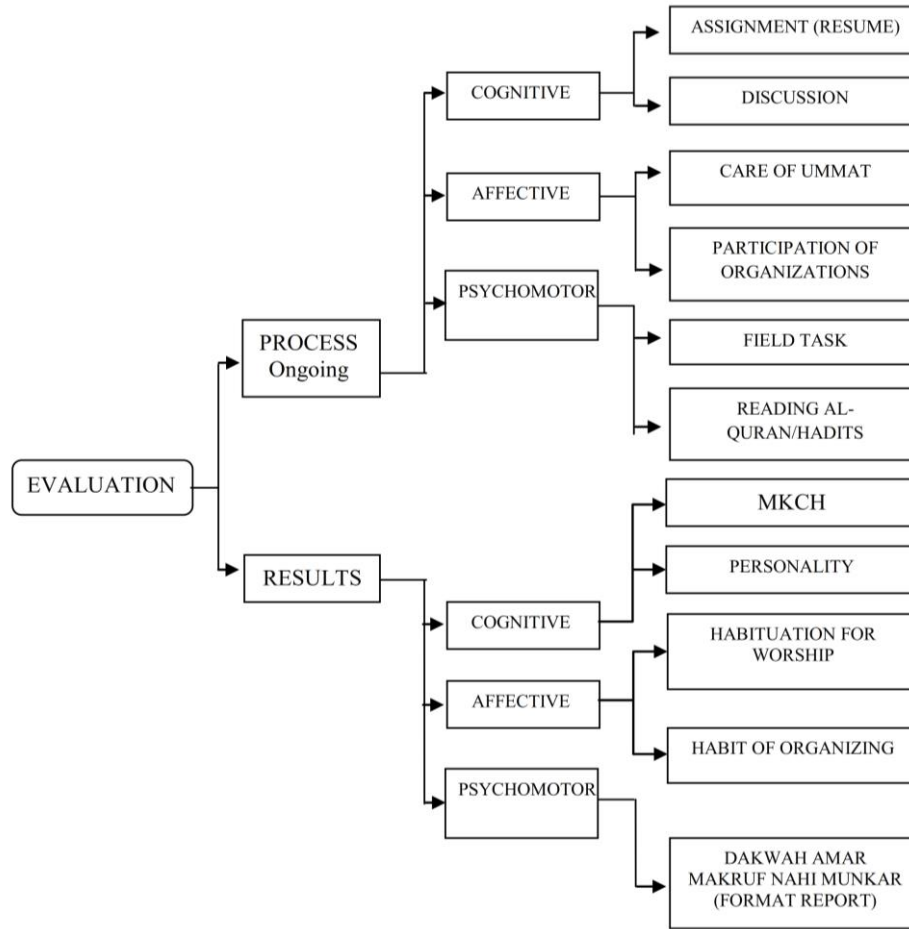 ASSIGNMENT (RESUME)
COGNITIVE
DISCUSSION
CARE OF UMMAT
AFFECTIVE
PARTICIPATION OF
ORGANIZATIONS
PSYCHOMOTOR
PROCESS
Ongoing
FIELD TASK
READING AL-
QURAN/HADITS
EVALUATION
MKCH
RESULTS
PERSONALITY
COGNITIVE
HABITUATION FOR
WORSHIP
AFFECTIVE
HABIT OF ORGANIZING
PSYCHOMOTOR
DAKWAH AMAR
MAKRUF NAHI MUNKAR
(FORMAT REPORT)